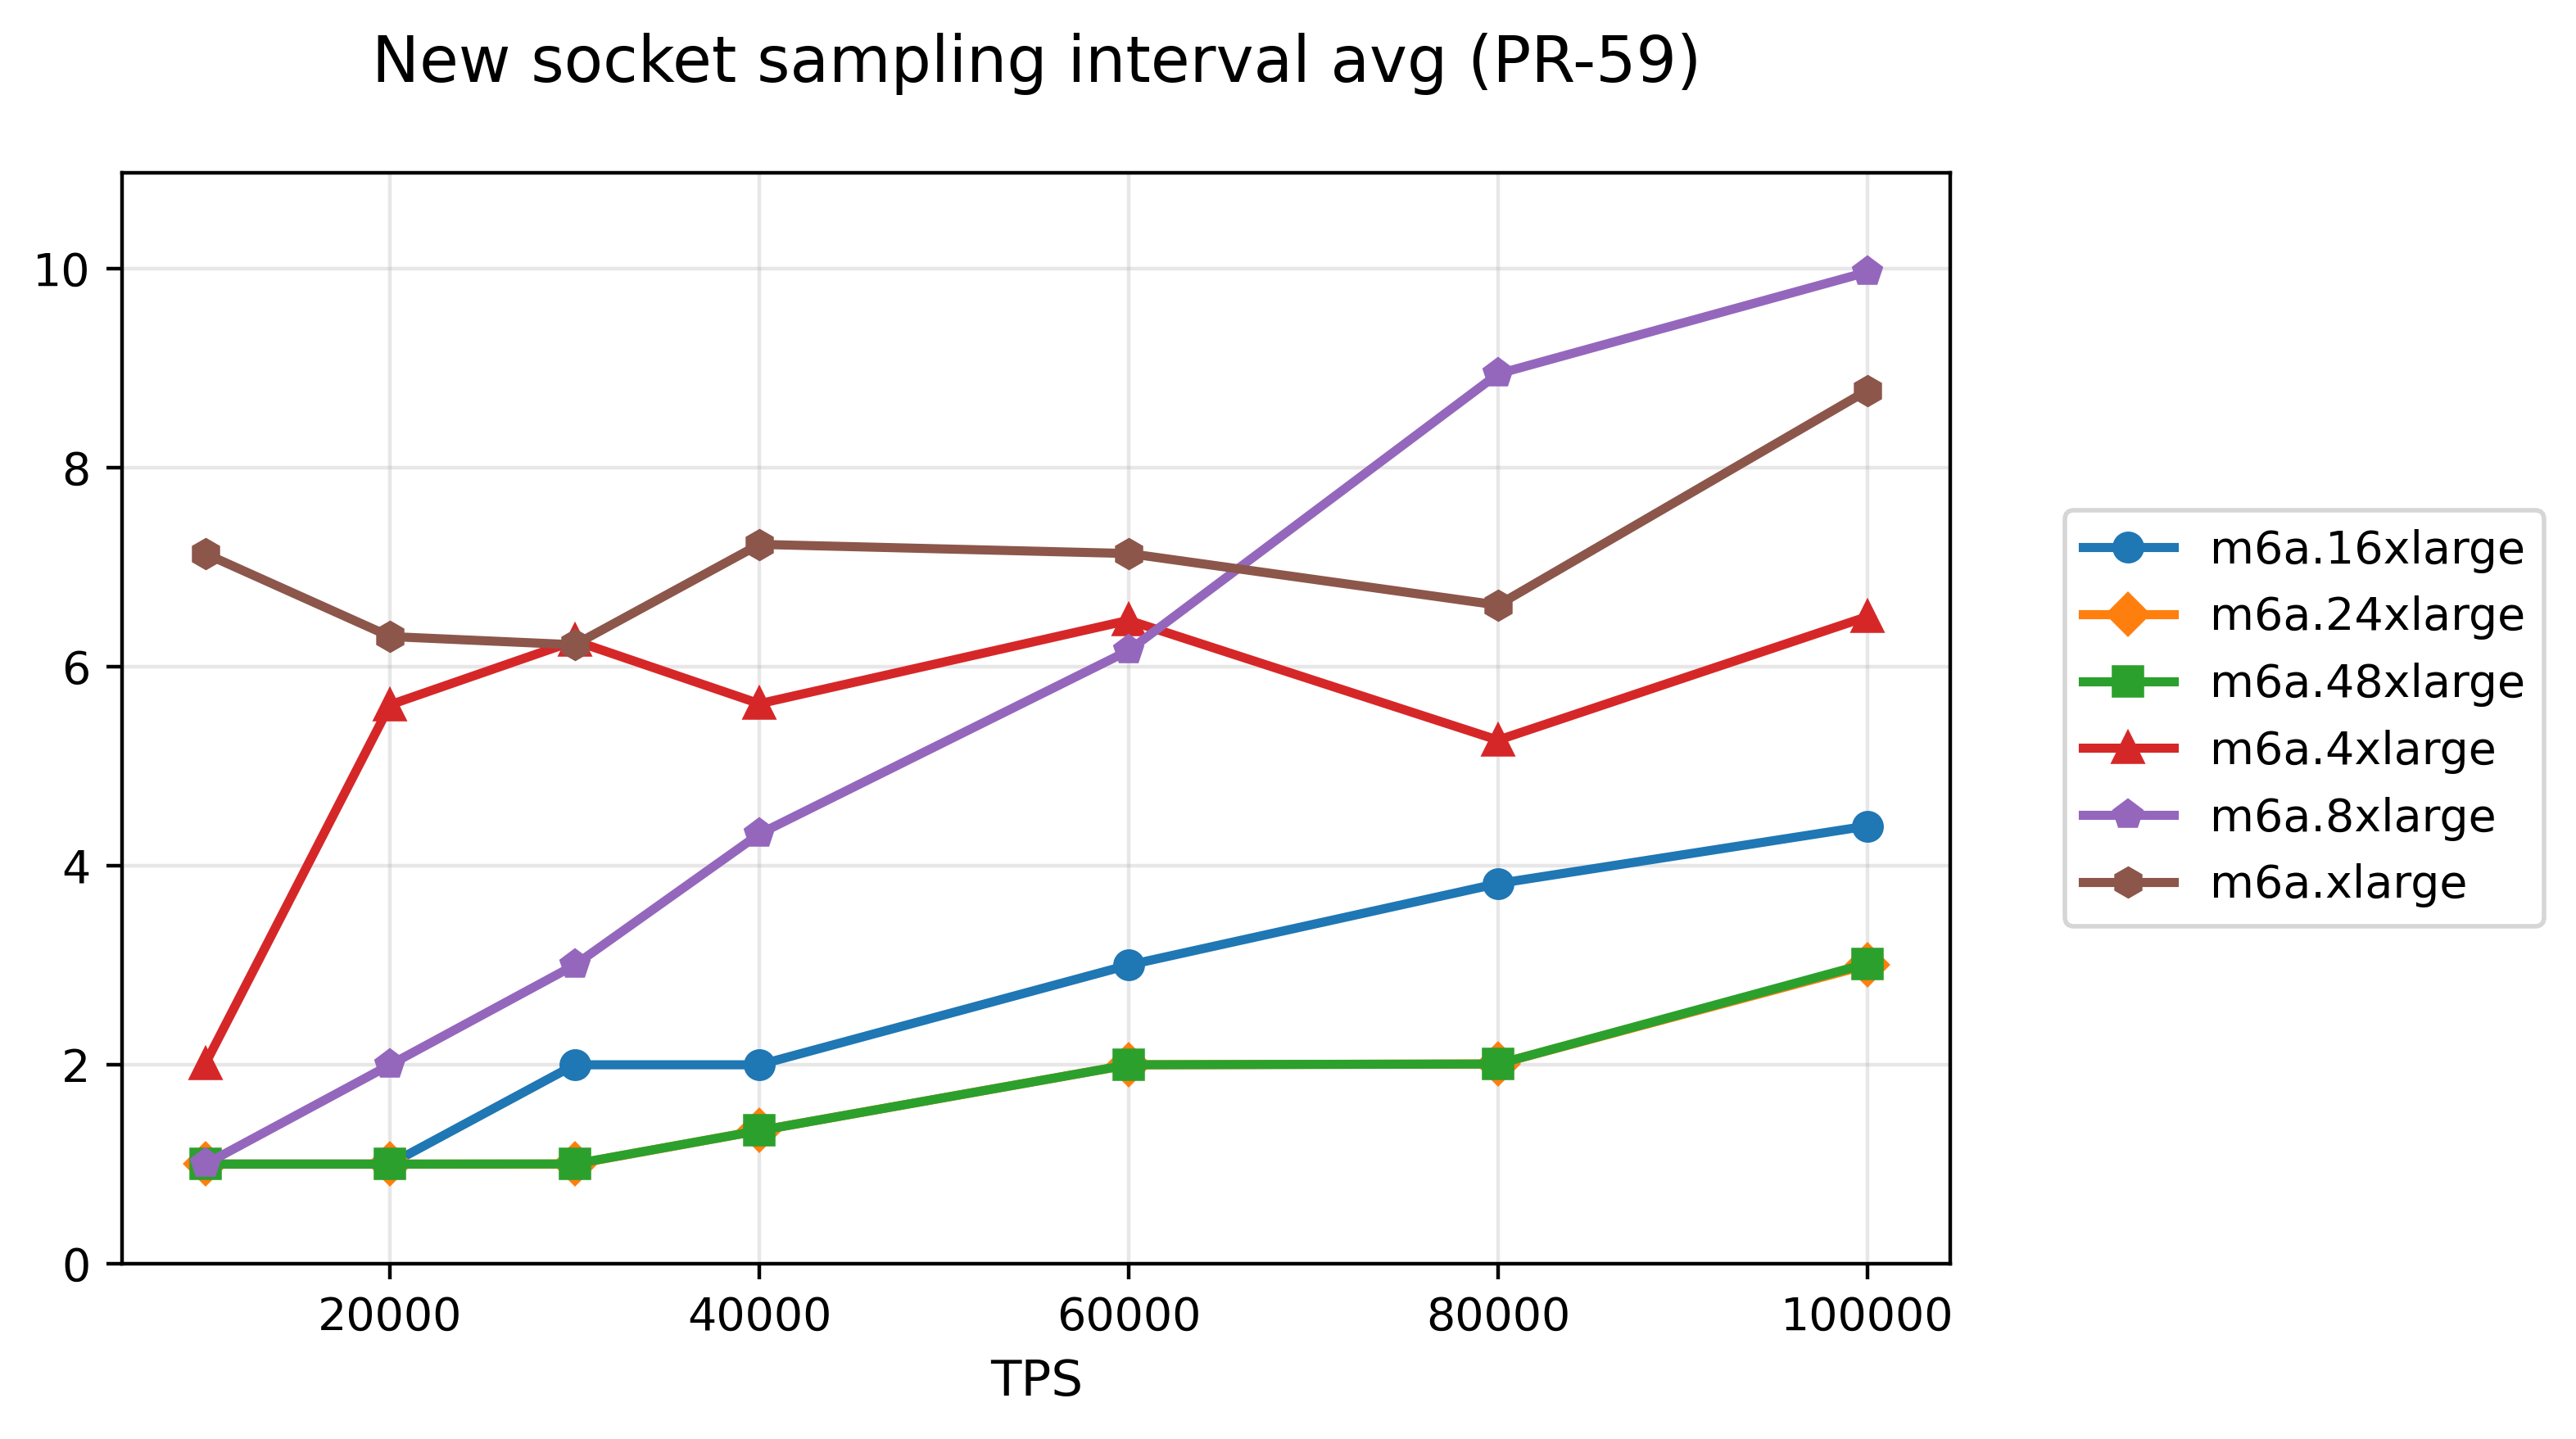 New socket sampling interval avg (PR-59)
10
8
6
4
2
0
20000 40000 60000 80000 100000
TPS
m6a.16xlarge
m6a.24xlarge
m6a.48xlarge
m6a.4xlarge
m6a.8xlarge
m6a.xlarge